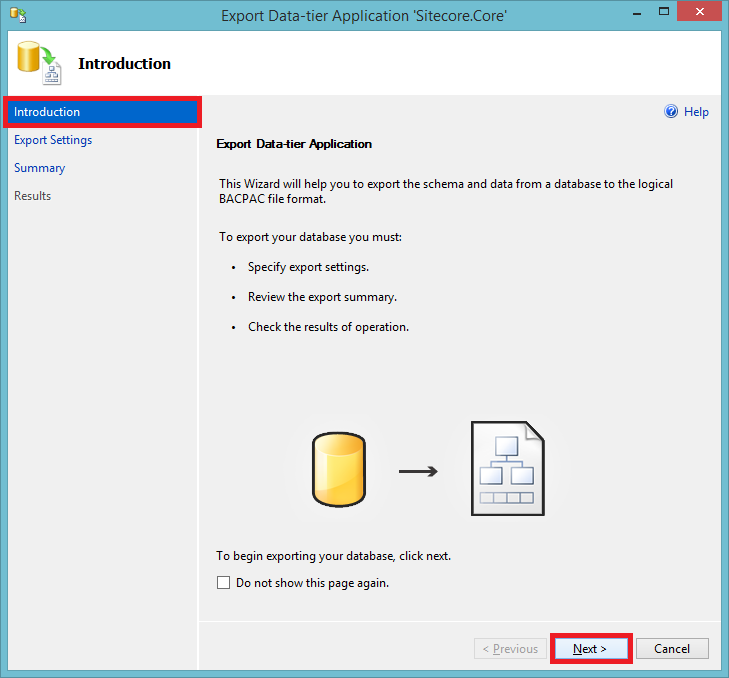 Export Data-tier Application 'Sitecore.Core'
Introduction
Introduction
Export Settings
Summary
Results
Help
Export Data-tier Application
This Wizard will help you to export the schema and data from a database to the logical
BACPAC file format.
To export your database you must:
• Specify export settings.
• Review the export summary.
• Check the results of operation.
To begin exporting your database, click next.
Do not show this page again.
< Previous
Next >
Cancel